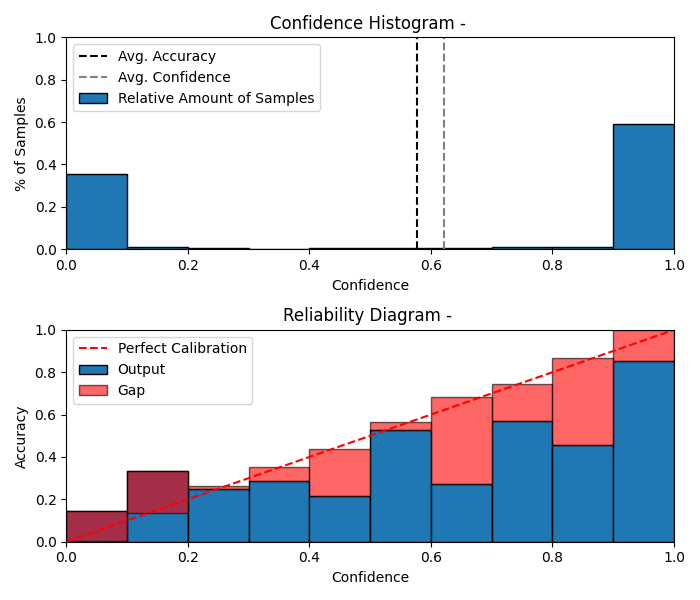 Confidence Histogram -
1.0
0.8
0.6
0.4
0.2
0.0
% of Samples
Avg. Accuracy
Avg. Confidence
Relative Amount of Samples
0.0 0.2 0.4 0.6 0.8 1.0
Confidence
Reliability Diagram -
1.0
0.8
0.6
0.4
0.2
0.0
Accuracy
Perfect Calibration
Output
Gap
0.0 0.2 0.4 0.6 0.8 1.0
Confidence